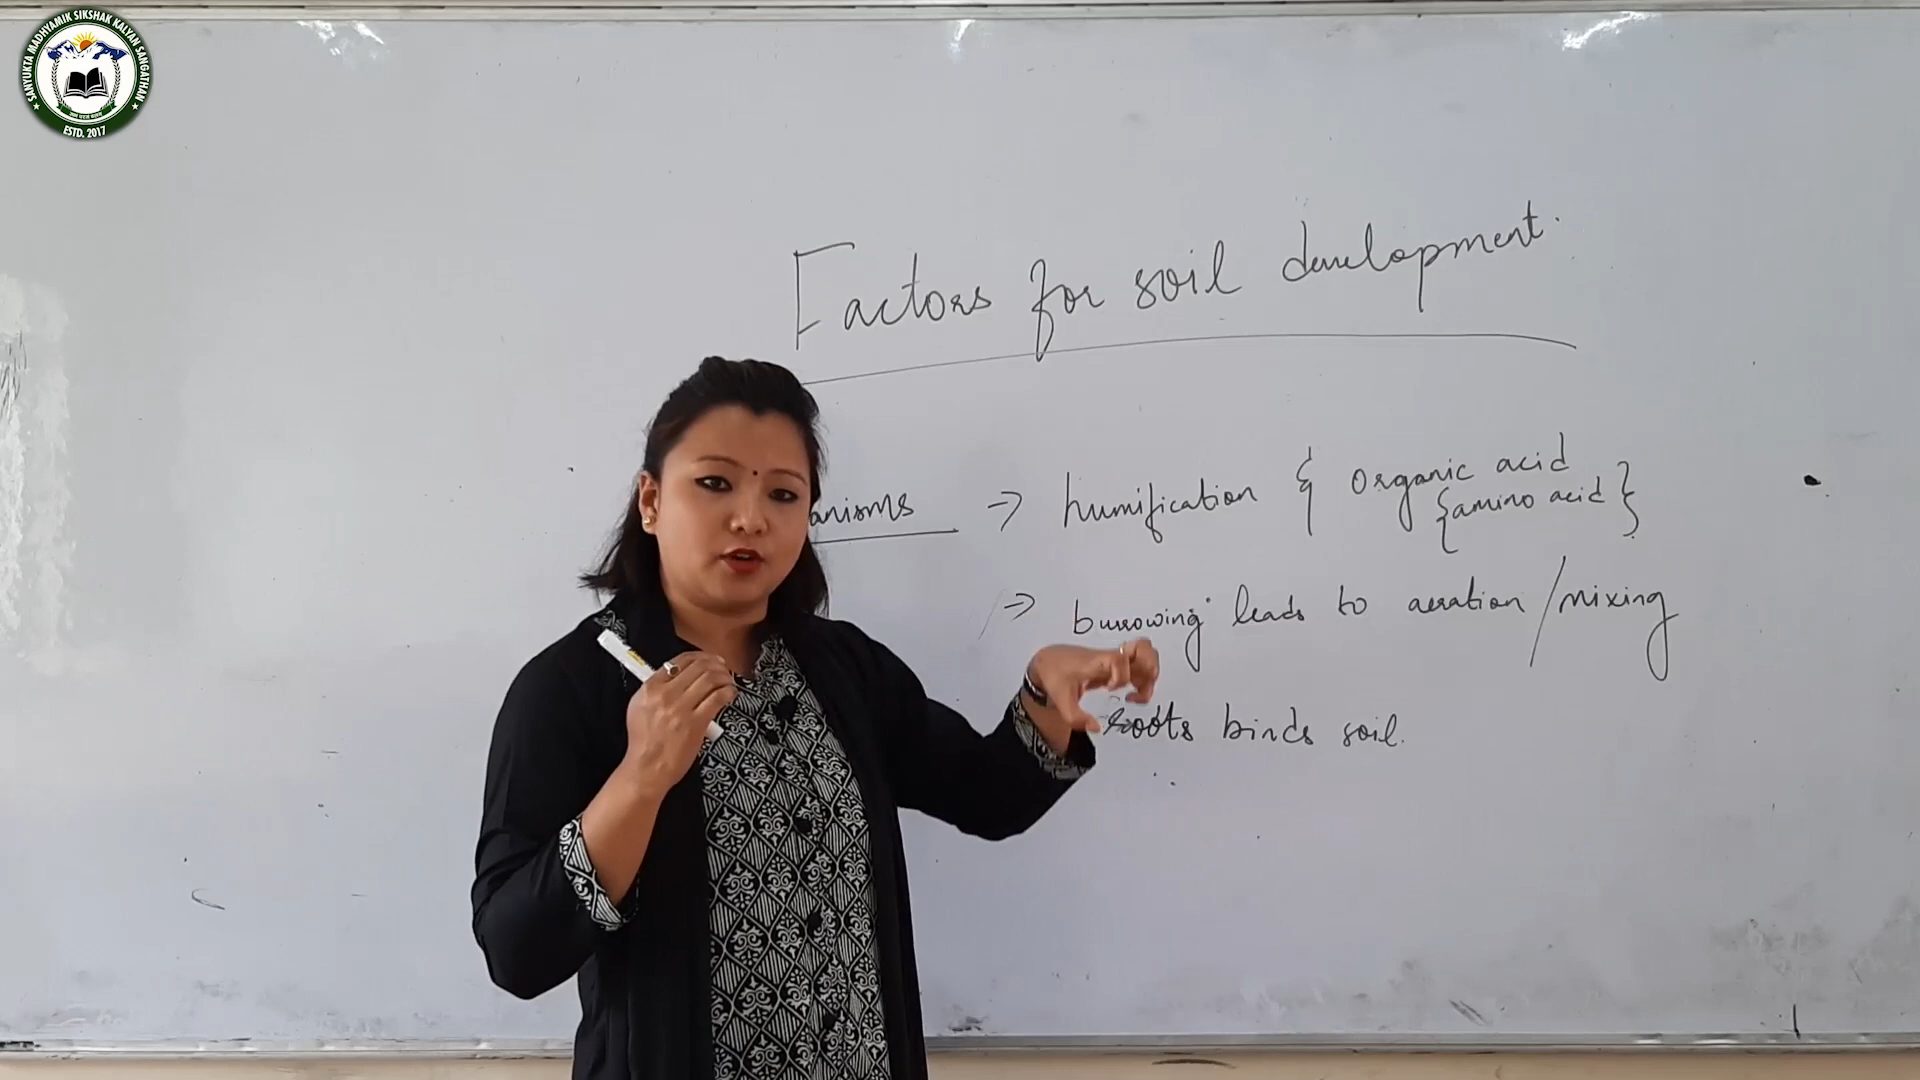 SANYUKTA MADHYAMIK SIKSHAK KALYAN SANGATHAN
ESTD. 2017
Factors for soil development.
anisms → humification { organic acid
{amino acid}
→ burrowing leads to aeration / mixing
roots binds soil.